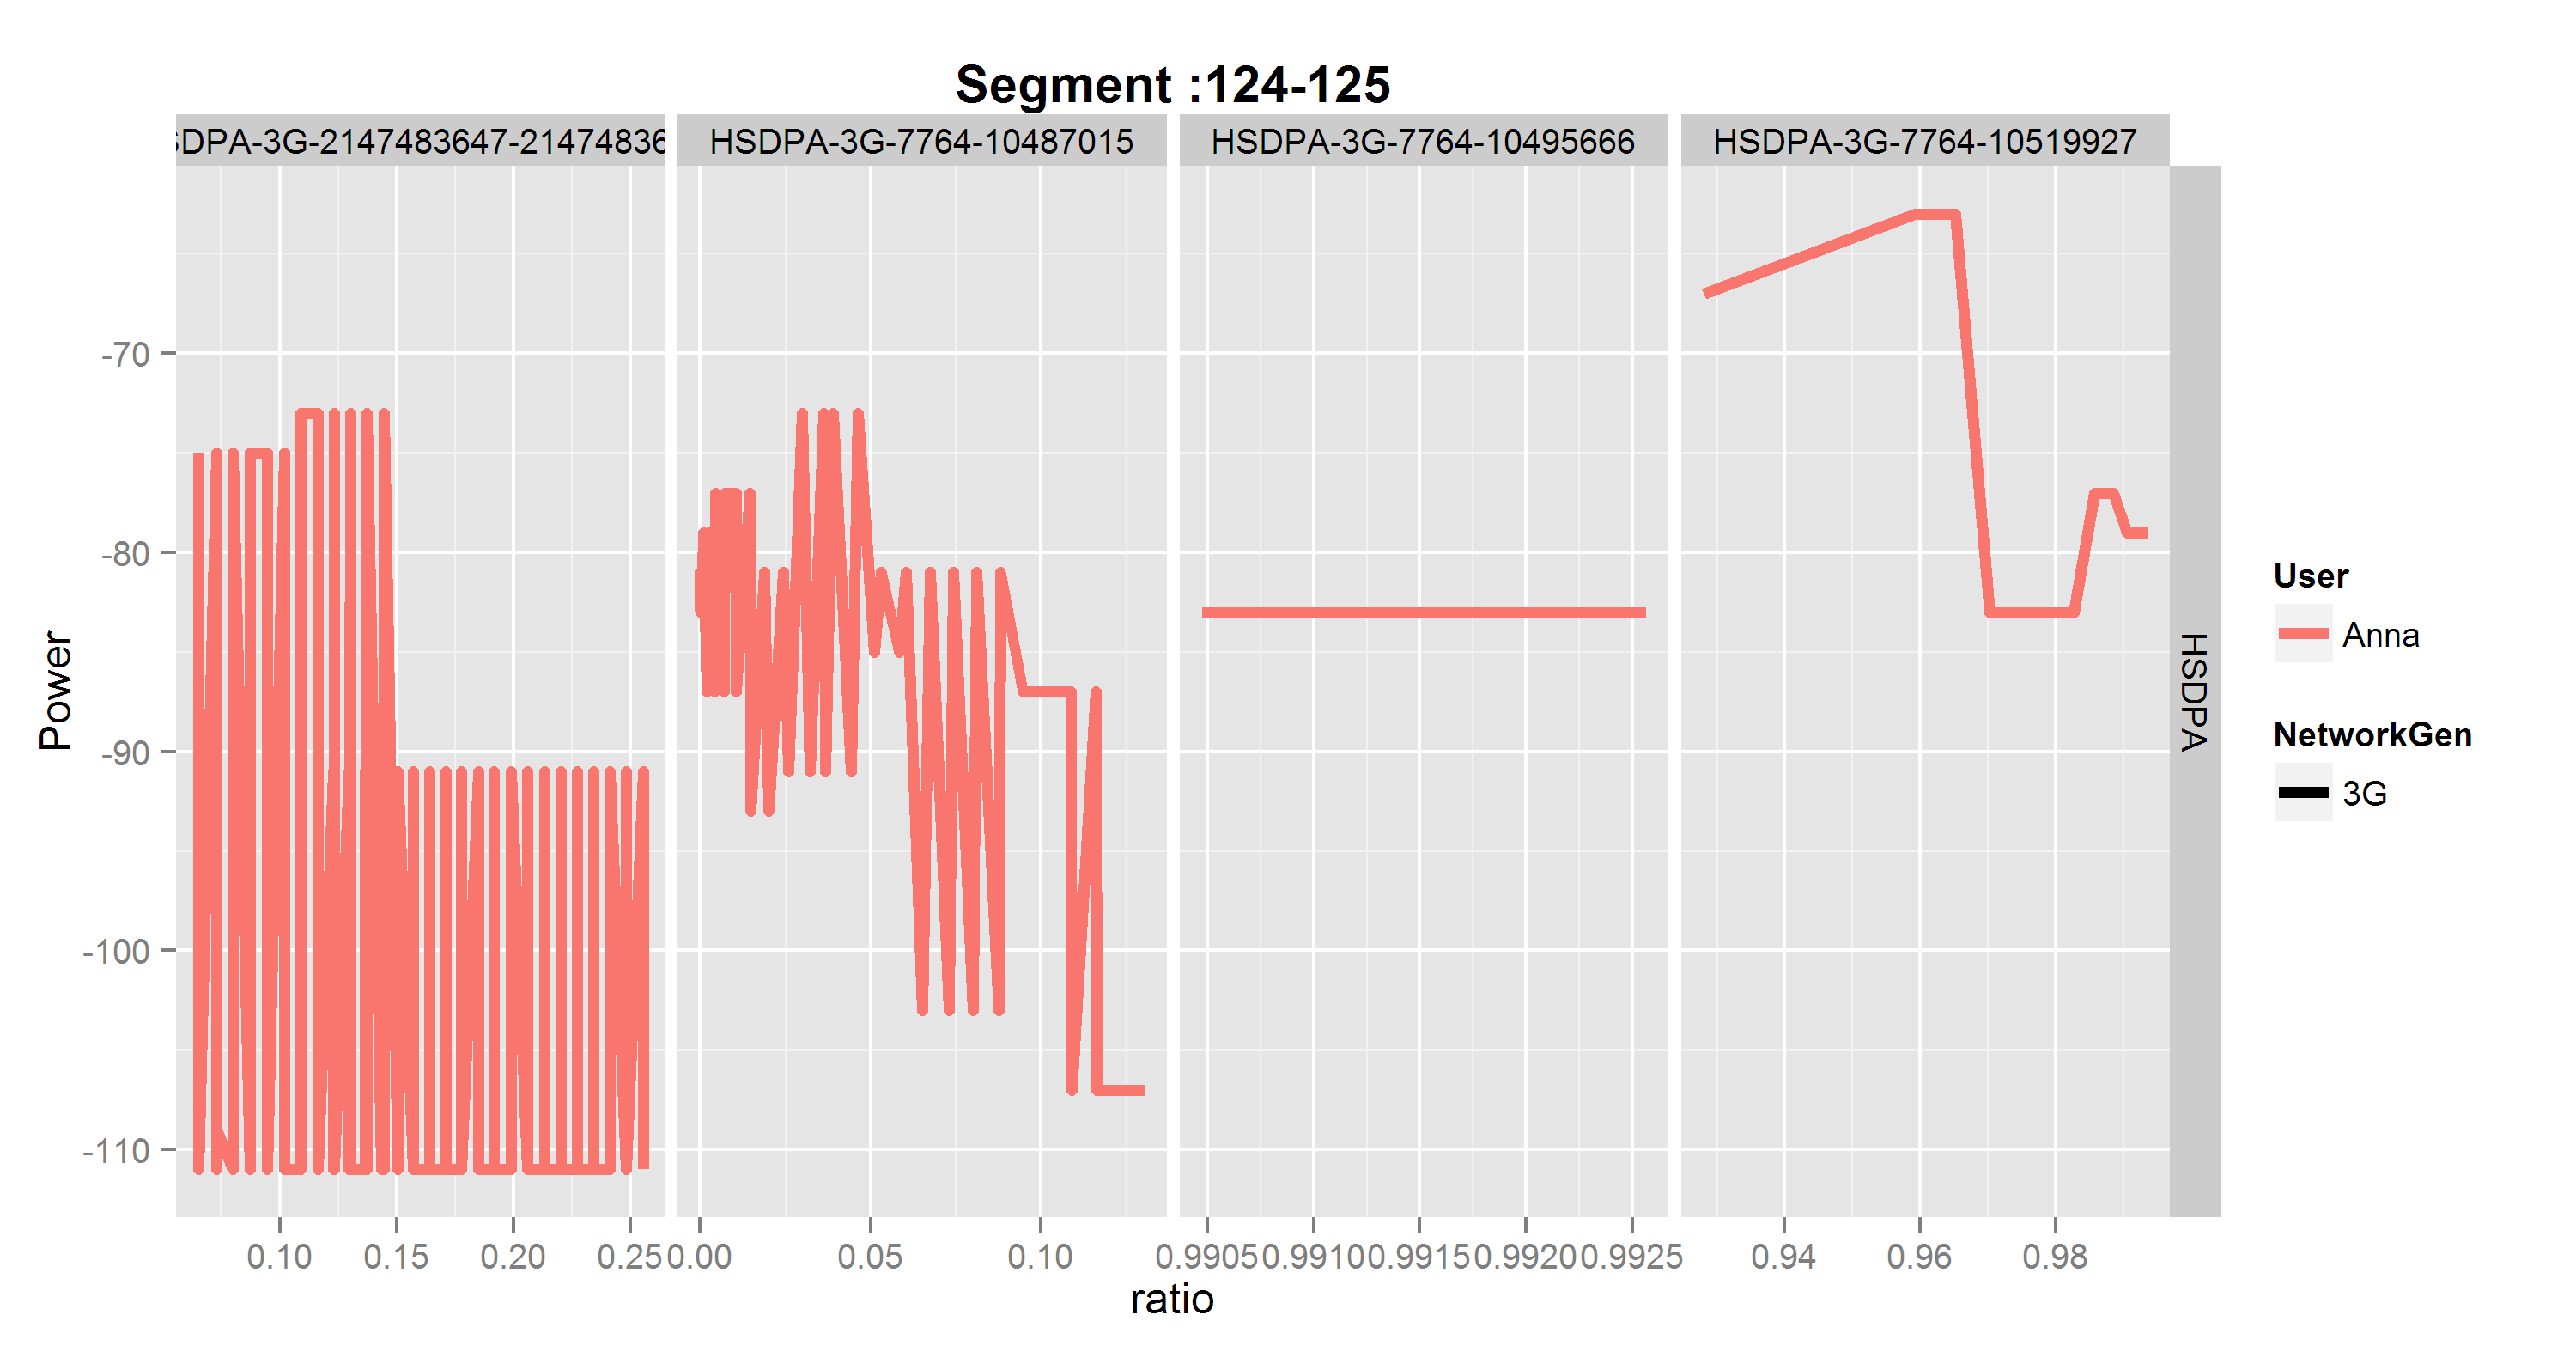 Segment :124-125
SDPA-3G-2147483647-21474836
HSDPA-3G-7764-10487015
HSDPA-3G-7764-10495666
HSDPA-3G-7764-10519927
Power
-70
-80
-90
-100
-110
HSDPA
0.10 0.15 0.20 0.25
0.00 0.05 0.10
0.9905 0.9910 0.9915 0.9920 0.9925
0.94 0.96 0.98
ratio
User
Anna
NetworkGen
3G